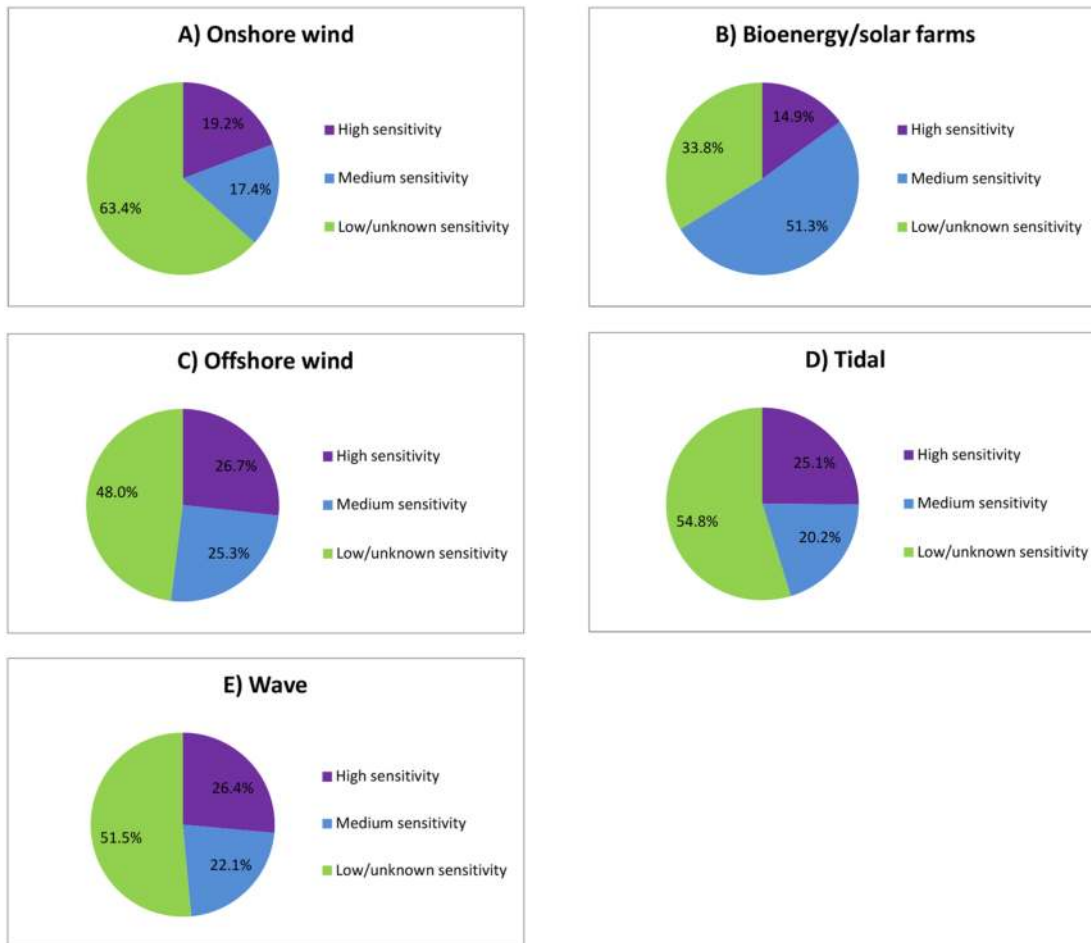 A) Onshore wind
19.2%
17.4%
63.4%
High sensitivity
Medium sensitivity
Low/unknown sensitivity
B) Bioenergy/solar farms
14.9%
33.8%
51.3%
High sensitivity
Medium sensitivity
Low/unknown sensitivity
C) Offshore wind
26.7%
48.0%
25.3%
High sensitivity
Medium sensitivity
Low/unknown sensitivity
D) Tidal
25.1%
54.8%
20.2%
High sensitivity
Medium sensitivity
Low/unknown sensitivity
E) Wave
26.4%
51.5%
22.1%
High sensitivity
Medium sensitivity
Low/unknown sensitivity